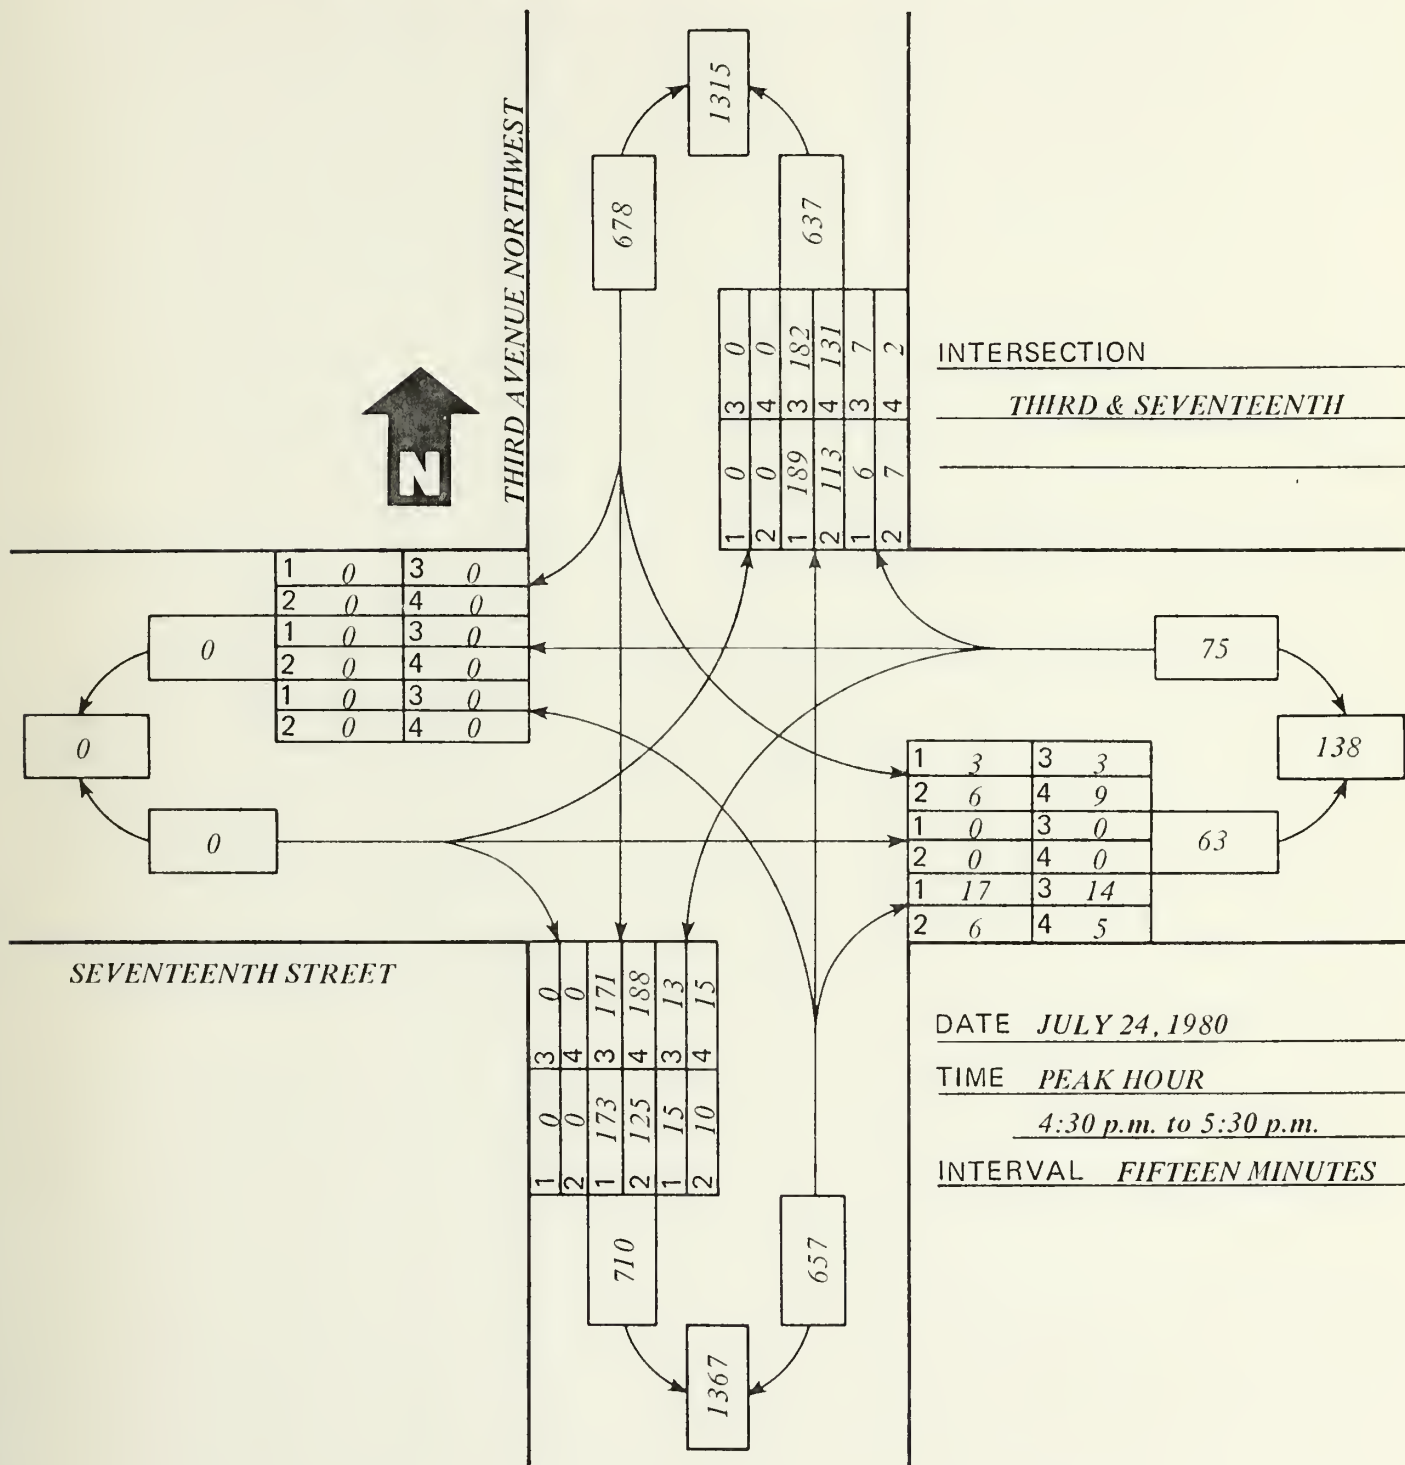 1315
678
637
THIRD AVENUE NORTHWEST
N
3 0
4 0
3 182
4 131
3 7
4 2
1 0
2 0
1 189
2 113
1 6
2 7
INTERSECTION
THIRD & SEVENTEENTH
1 0 3 0
2 0 4 0
1 0 3 0
2 0 4 0
1 0 3 0
2 0 4 0
0
0
0
75
138
1 3 3 3
2 6 4 9
1 0 3 0
2 0 4 0
1 17 3 14
2 6 4 5
63
SEVENTEENTH STREET
3 0
4 0
3 171
4 188
3 13
4 15
1 0
2 0
1 173
2 125
1 15
2 10
710
657
1367
DATE JULY 24, 1980
TIME PEAK HOUR
4:30 p.m. to 5:30 p.m.
INTERVAL FIFTEEN MINUTES